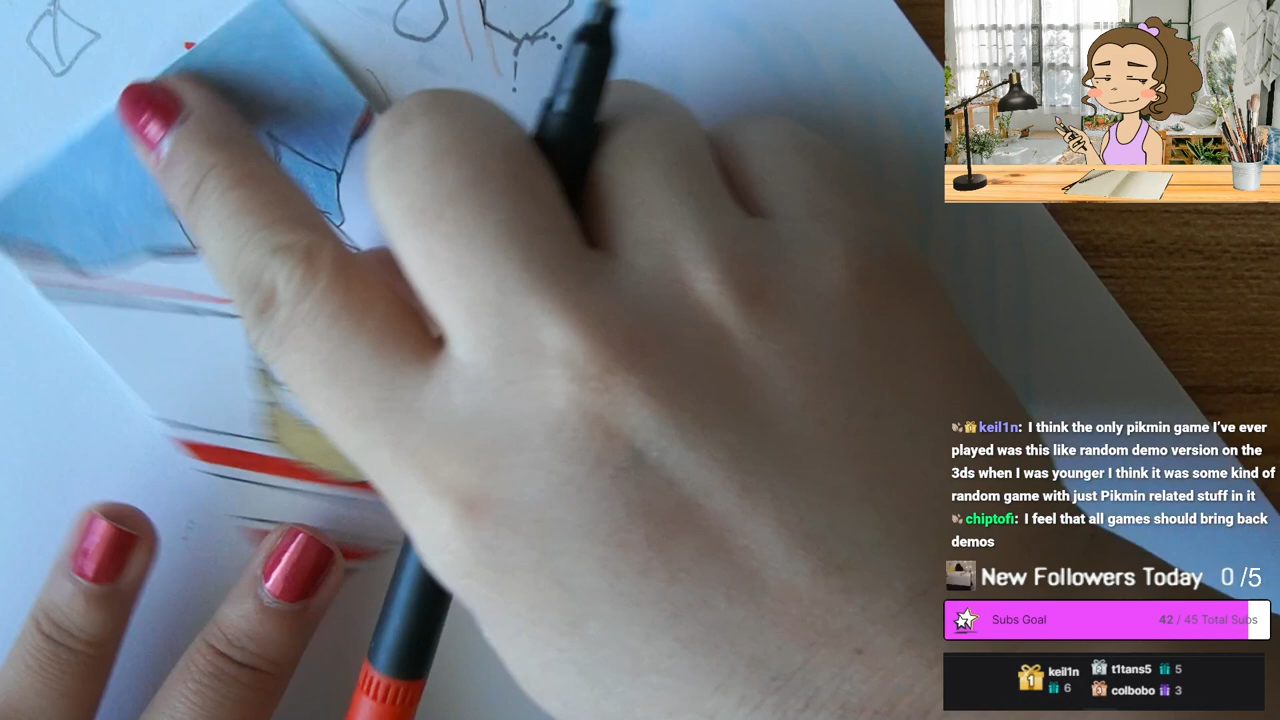 keil1n: I think the only pikmin game I've ever
played was this like random demo version on the
3ds when I was younger I think it was some kind of
random game with just Pikmin related stuff in it
chiptofi: I feel that all games should bring back
demos
New Followers Today 0 /5
Subs Goal 42 / 45 Total Subs
1 keil1n 6
t1tans5 5
colbobo 3